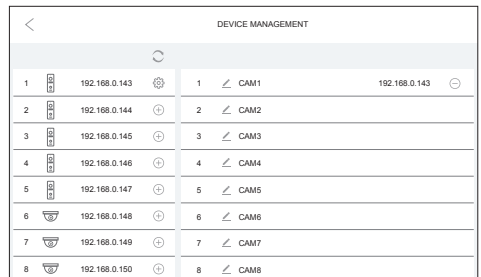 DEVICE MANAGEMENT
1 192.168.0.143 1 CAM1 192.168.0.143
2 192.168.0.144 2 CAM2
3 192.168.0.145 3 CAM3
4 192.168.0.146 4 CAM4
5 192.168.0.147 5 CAM5
6 192.168.0.148 6 CAM6
7 192.168.0.149 7 CAM7
8 192.168.0.150 8 CAM8